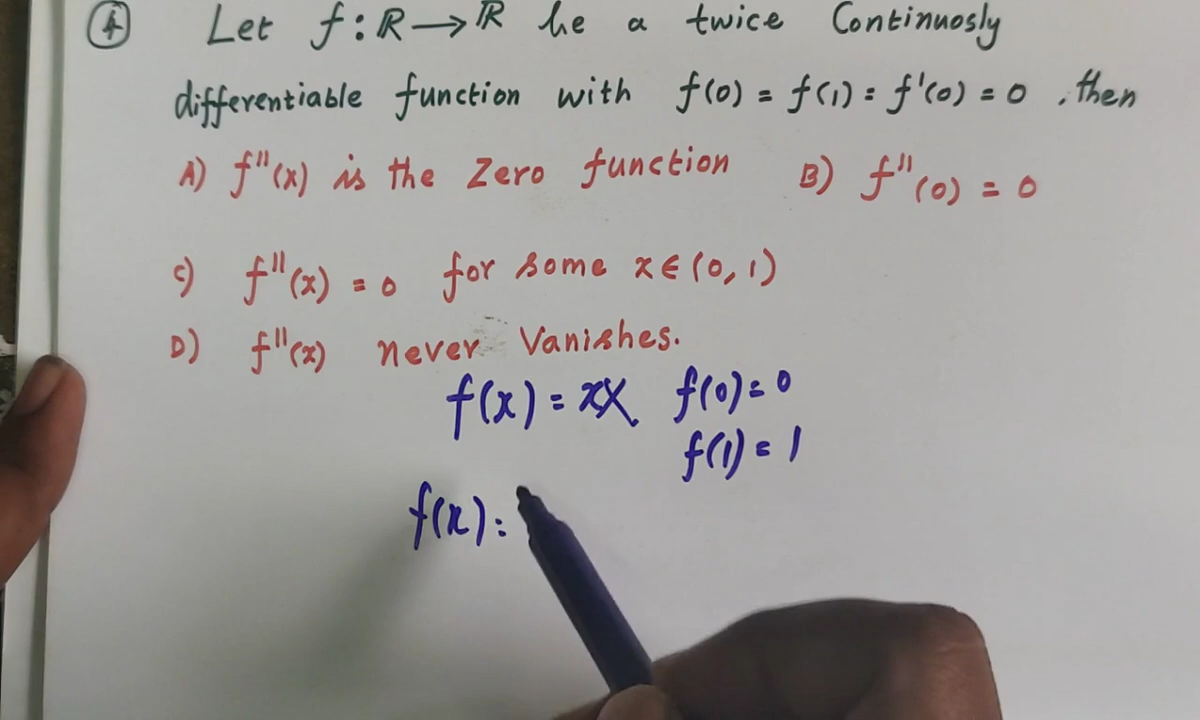 ④ Let f : ℝ → ℝ be a twice Continuosly
differentiable function with f(0) = f(1) = f'(0) = 0 . then
A) f''(x) is the Zero function B) f''(0) = 0
C) f''(x) = 0 for some x ∈ (0, 1)
D) f''(x) never Vanishes.
f(x) = x f(0) = 0
f(1) = 1
f(x) =